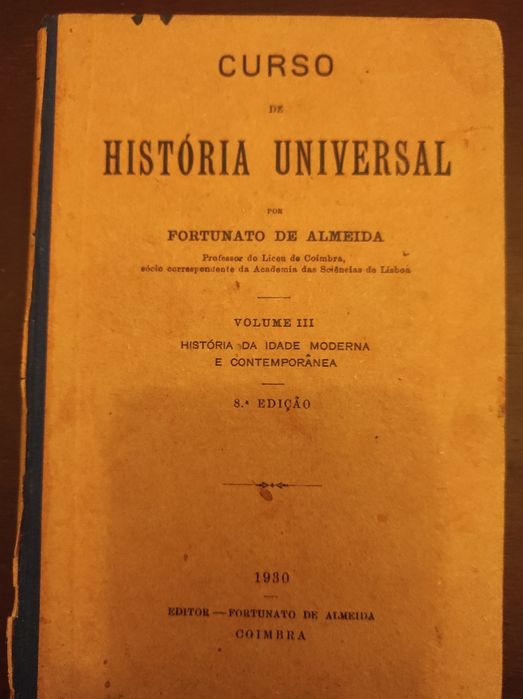 CURSO
DE
HISTÓRIA UNIVERSAL
POR
FORTUNATO DE ALMEIDA
Professor do Liceu de Coimbra,
sócio correspondente da Academia das Sciências de Lisboa
VOLUME III
HISTÓRIA DA IDADE MODERNA
E CONTEMPORÂNEA
8.ª EDIÇÃO
1930
EDITOR — FORTUNATO DE ALMEIDA
COIMBRA